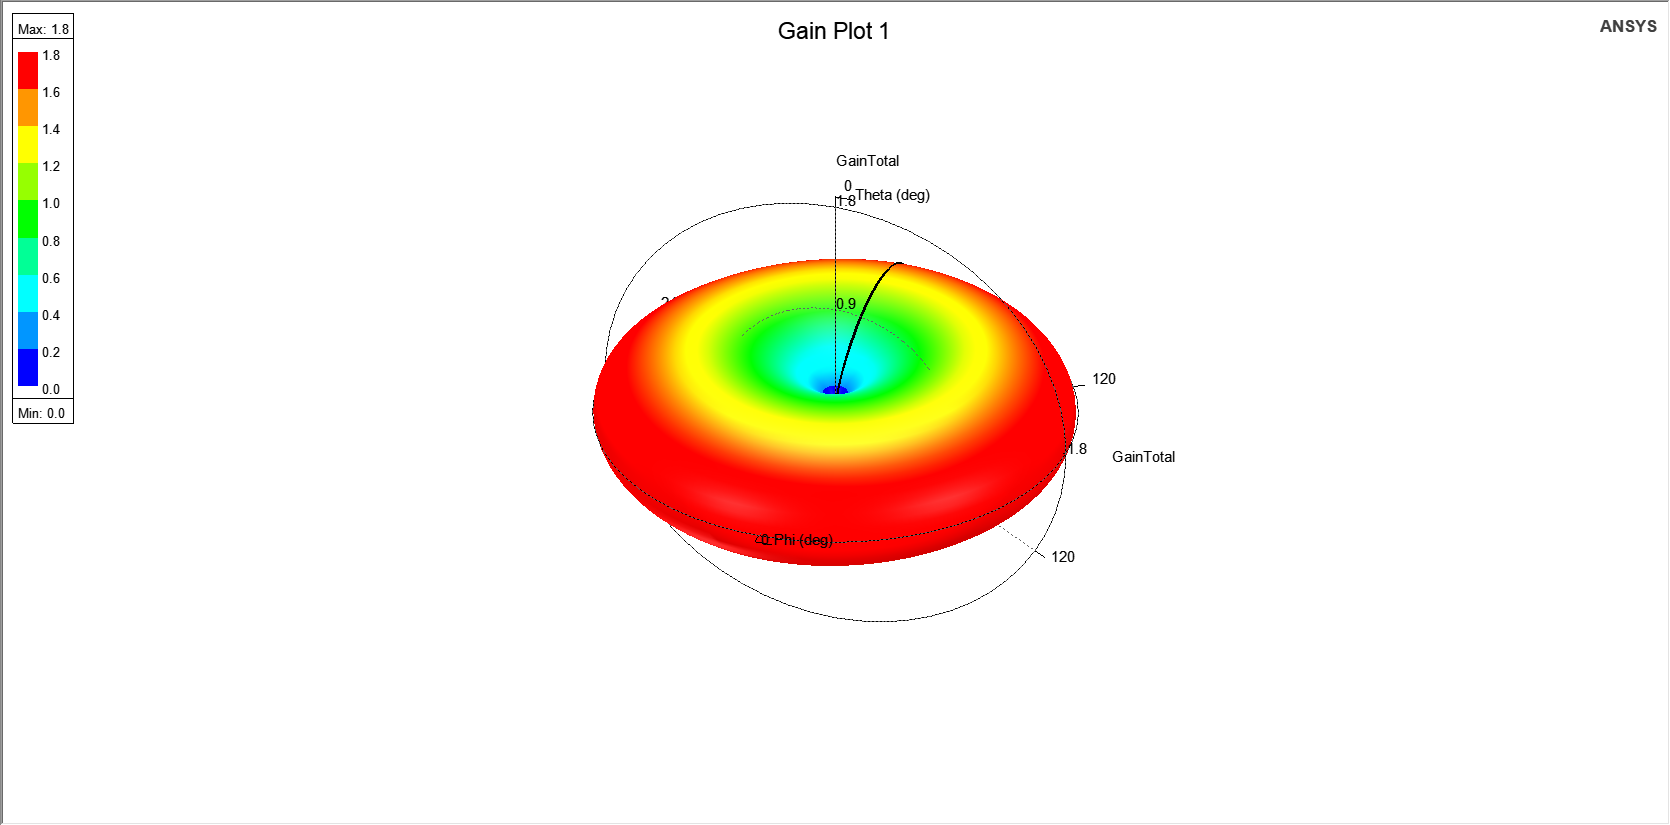 Gain Plot 1
ANSYS
Max: 1.8
1.8
1.6
1.4
1.2
1.0
0.8
0.6
0.4
0.2
0.0
Min: 0.0
GainTotal
0
Theta (deg)
1.8
0.9
120
1.8
GainTotal
Phi (deg)
120